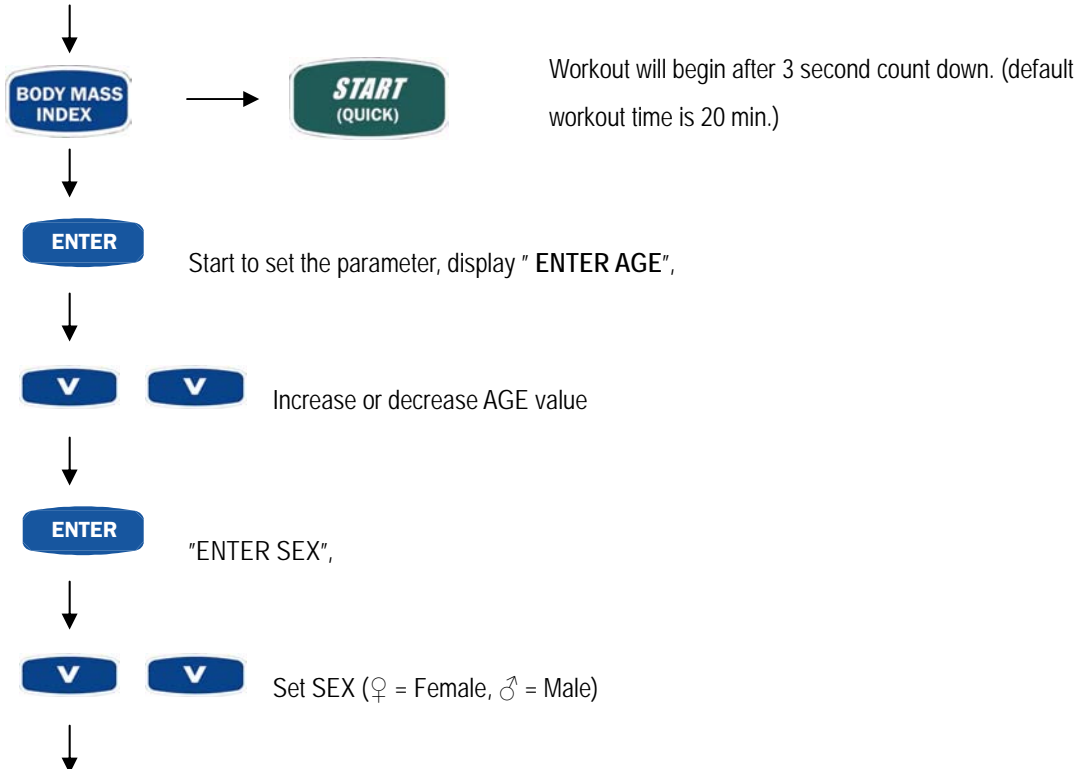 BODY MASS
INDEX
START
(QUICK)
Workout will begin after 3 second count down. (default
workout time is 20 min.)
ENTER
Start to set the parameter, display " ENTER AGE",
V V
Increase or decrease AGE value
ENTER
"ENTER SEX",
V V
Set SEX (♀ = Female, ♂ = Male)